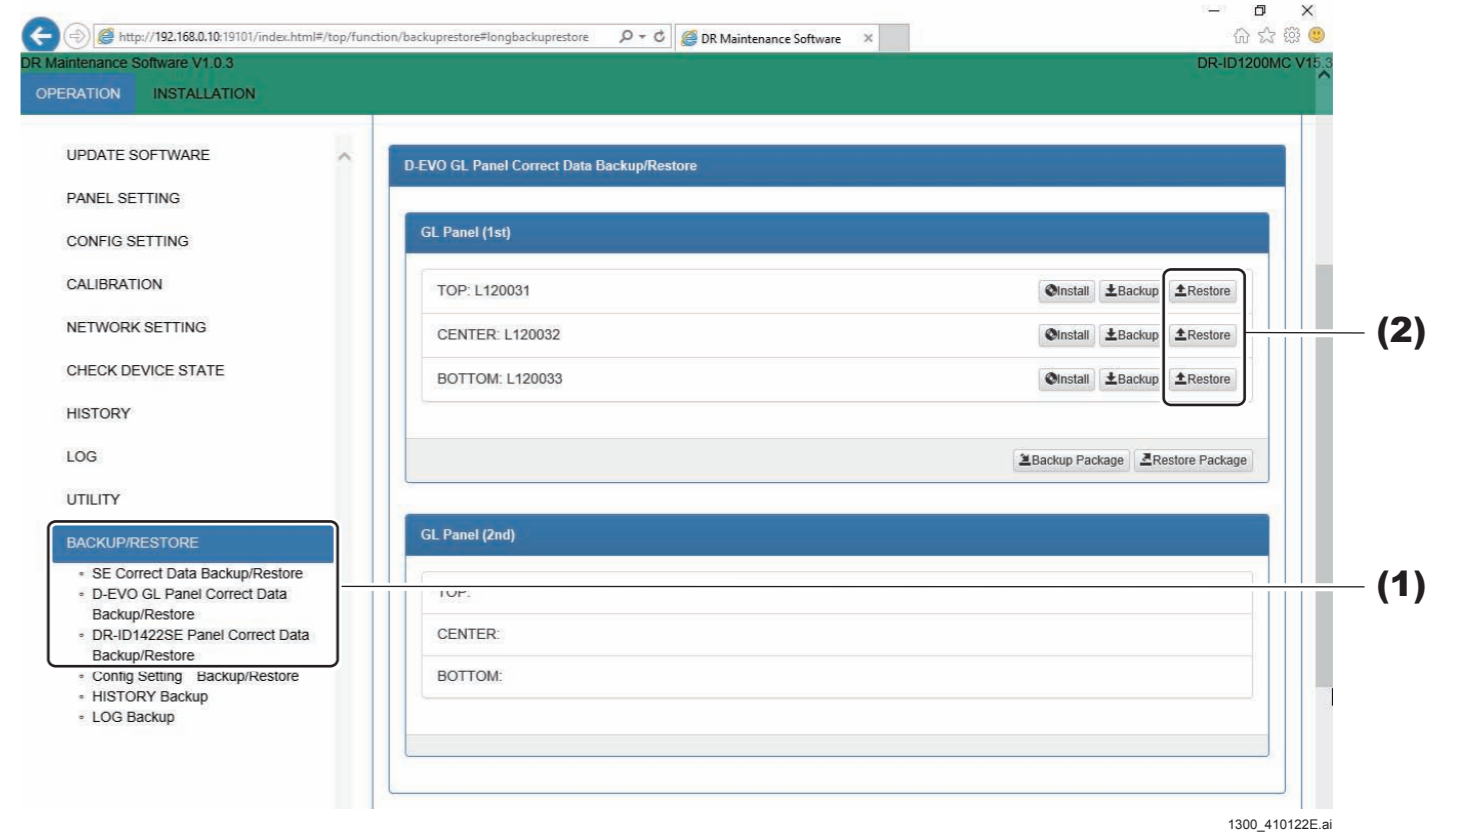 http://192.168.0.10:19101/index.html#/top/function/backuprestore#longbackuprestore
DR Maintenance Software
DR Maintenance Software V1.0.3
DR-ID1200MC V15.3
OPERATION INSTALLATION
UPDATE SOFTWARE
PANEL SETTING
CONFIG SETTING
CALIBRATION
NETWORK SETTING
CHECK DEVICE STATE
HISTORY
LOG
UTILITY
BACKUP/RESTORE
SE Correct Data Backup/Restore
D-EVO GL Panel Correct Data
Backup/Restore
DR-ID1422SE Panel Correct Data
Backup/Restore
Config Setting Backup/Restore
HISTORY Backup
LOG Backup
D-EVO GL Panel Correct Data Backup/Restore
GL Panel (1st)
TOP: L120031 Install Backup Restore
CENTER: L120032 Install Backup Restore
BOTTOM: L120033 Install Backup Restore
Backup Package Restore Package
GL Panel (2nd)
TOP:
CENTER:
BOTTOM:
(2)
(1)
1300_410122E.ai